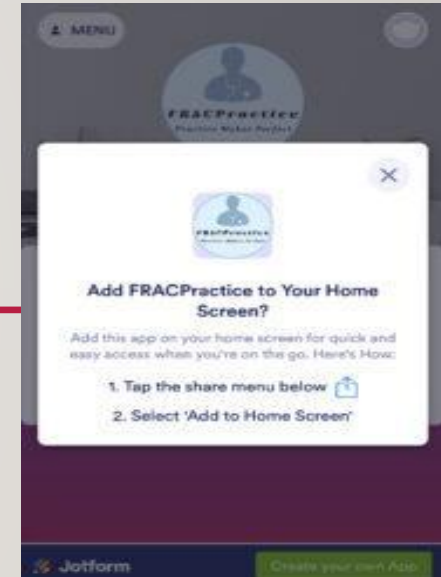 MENU
FRACPractice
Practice Makes Perfect
FRACPractice
Add FRACPractice to Your Home
Screen?
Add this app on your home screen for quick and
easy access when you're on the go. Here's How:
1. Tap the share menu below
2. Select 'Add to Home Screen'
Jotform
Create your own App